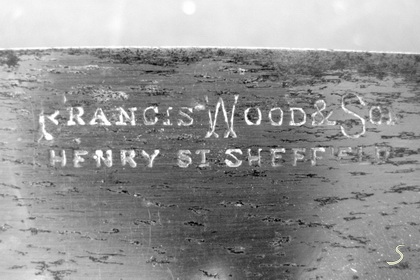 FRANCIS WOOD & SON
HENRY ST. SHEFFIELD
S